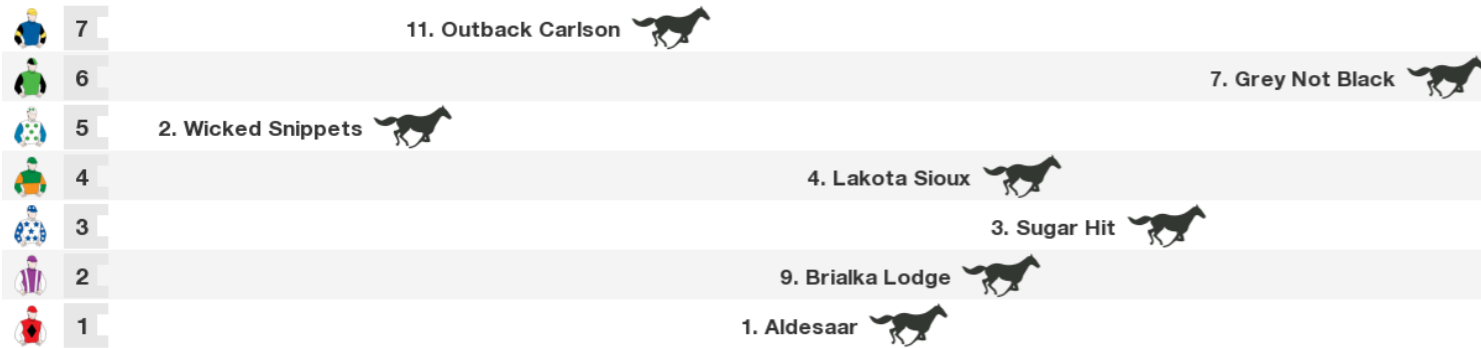 7 11. Outback Carlson
6 7. Grey Not Black
5 2. Wicked Snippets
4 4. Lakota Sioux
3 3. Sugar Hit
2 9. Brialka Lodge
1 1. Aldesaar